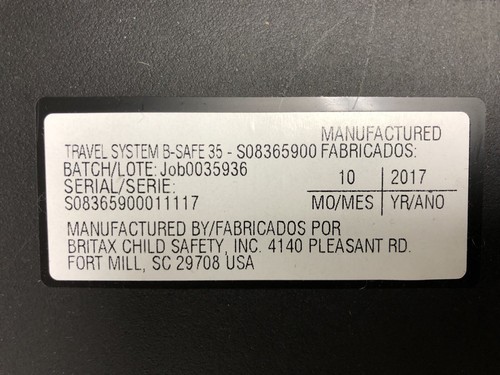 MANUFACTURED
TRAVEL SYSTEM B-SAFE 35 - S08365900 FABRICADOS:
BATCH/LOTE: Job0035936
10 2017
SERIAL/SERIE:
S08365900011117
MO/MES YR/ANO
MANUFACTURED BY/FABRICADOS POR
BRITAX CHILD SAFETY, INC. 4140 PLEASANT RD.
FORT MILL, SC 29708 USA